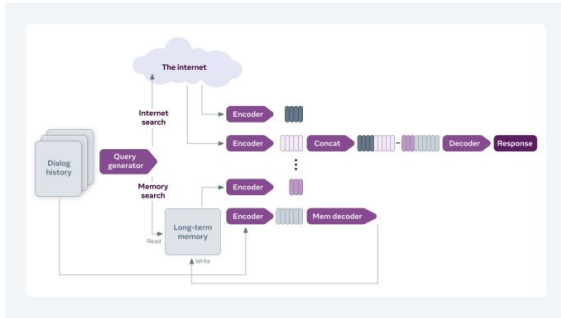 The internet
Internet
search
Encoder
Encoder
Concat
Decoder
Response
Dialog
history
Query
generator
Memory
search
Encoder
Encoder
Mem decoder
Long-term
memory
Read
Write